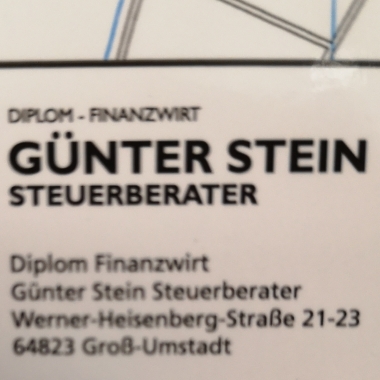 DIPLOM - FINANZWIRT
GÜNTER STEIN
STEUERBERATER
Diplom Finanzwirt
Günter Stein Steuerberater
Werner-Heisenberg-Straße 21-23
64823 Groß-Umstadt